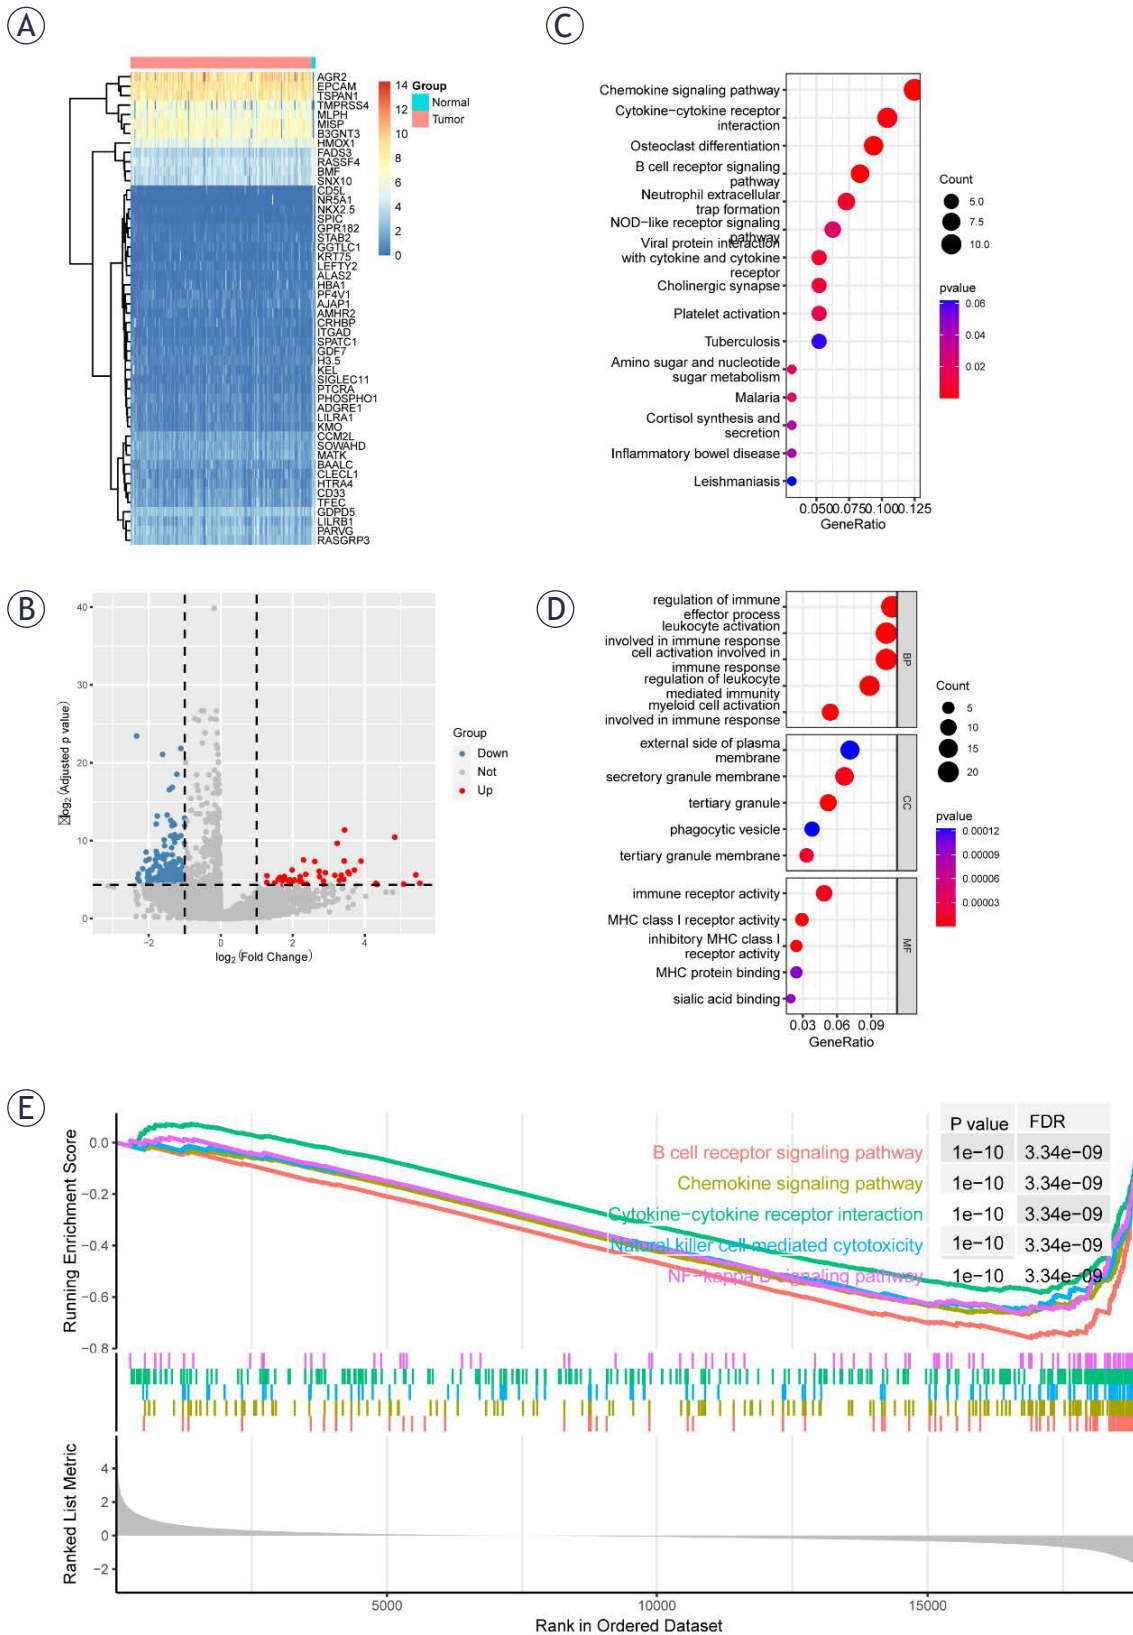 A
AGR2
EPCAM
TSPAN1
TMPRSS4
MLPH
MISP
B3GNT3
HMOX1
FADS3
RASSF4
BMF
SNX10
CD5L
NR5A1
NKX2.5
SPIC
GPR182
STAB2
GGTLC1
KRT75
LEFTY2
ALAS2
HBA1
PF4V1
AJAP1
AMHR2
CRHBP
ITGAD
SPATC1
GDF7
H3.5
KEL
SIGLEC11
PTCRA
PHOSPHO1
ADGRE1
LILRA1
KMO
CCM2L
SOWAHD
MATK
BAALC
CLECL1
HTRA4
CD33
TFEC
GDPD5
LILRB1
PARVG
RASGRP3
14
12
10
8
6
4
2
0
Group
Normal
Tumor
C
Chemokine signaling pathway
Cytokine−cytokine receptor
interaction
Osteoclast differentiation
B cell receptor signaling
pathway
Neutrophil extracellular
trap formation
NOD−like receptor signaling
pathway
Viral protein interaction
with cytokine and cytokine
receptor
Cholinergic synapse
Platelet activation
Tuberculosis
Amino sugar and nucleotide
sugar metabolism
Malaria
Cortisol synthesis and
secretion
Inflammatory bowel disease
Leishmaniasis
0.050 0.075 0.100 0.125
GeneRatio
Count
5.0
7.5
10.0
pvalue
0.06
0.04
0.02
B
40
30
20
10
0
log2(Adjusted p value)
−2 0 2 4
log2(Fold Change)
Group
Down
Not
Up
D
regulation of immune
effector process
leukocyte activation
involved in immune response
cell activation involved in
immune response
regulation of leukocyte
mediated immunity
myeloid cell activation
involved in immune response
BP
external side of plasma
membrane
secretory granule membrane
tertiary granule
phagocytic vesicle
tertiary granule membrane
CC
immune receptor activity
MHC class I receptor activity
inhibitory MHC class I
receptor activity
MHC protein binding
sialic acid binding
MF
0.03 0.06 0.09
GeneRatio
Count
5
10
15
20
pvalue
0.00012
0.00009
0.00006
0.00003
E
Running Enrichment Score
0.0
−0.2
−0.4
−0.6
−0.8
P value FDR
B cell receptor signaling pathway 1e−10 3.34e−09
Chemokine signaling pathway 1e−10 3.34e−09
Cytokine−cytokine receptor interaction 1e−10 3.34e−09
Natural killer cell mediated cytotoxicity 1e−10 3.34e−09
NF−kappa B signaling pathway 1e−10 3.34e−09
Ranked List Metric
4
2
0
−2
5000 10000 15000
Rank in Ordered Dataset